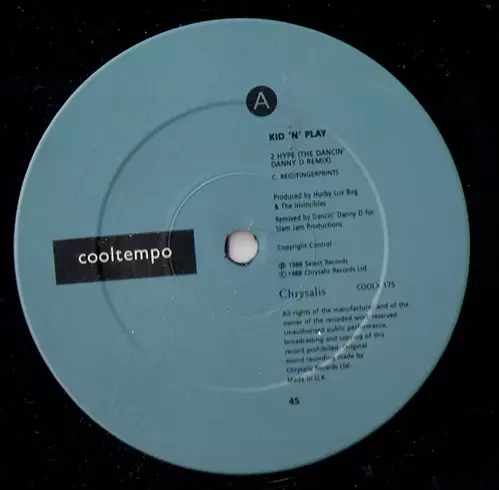 A
KID 'N' PLAY
2 HYPE (THE DANCIN'
DANNY D REMIX)
C. REID/FINGERPRINTS
Produced by Hurby Luv Bug
& The Invincibles
Remixed by Dancin' Danny D for
Slam Jam Productions
Copyright Control
cooltempo
℗ 1988 Select Records
© 1988 Chrysalis Records Ltd.
Chrysalis COOLX 175
All rights of the manufacturer and of the
owner of the recorded work reserved
Unauthorised public performance,
broadcasting and copying of this
record prohibited. Original
sound recording made by
Chrysalis Records Ltd.
Made in U.K.
45